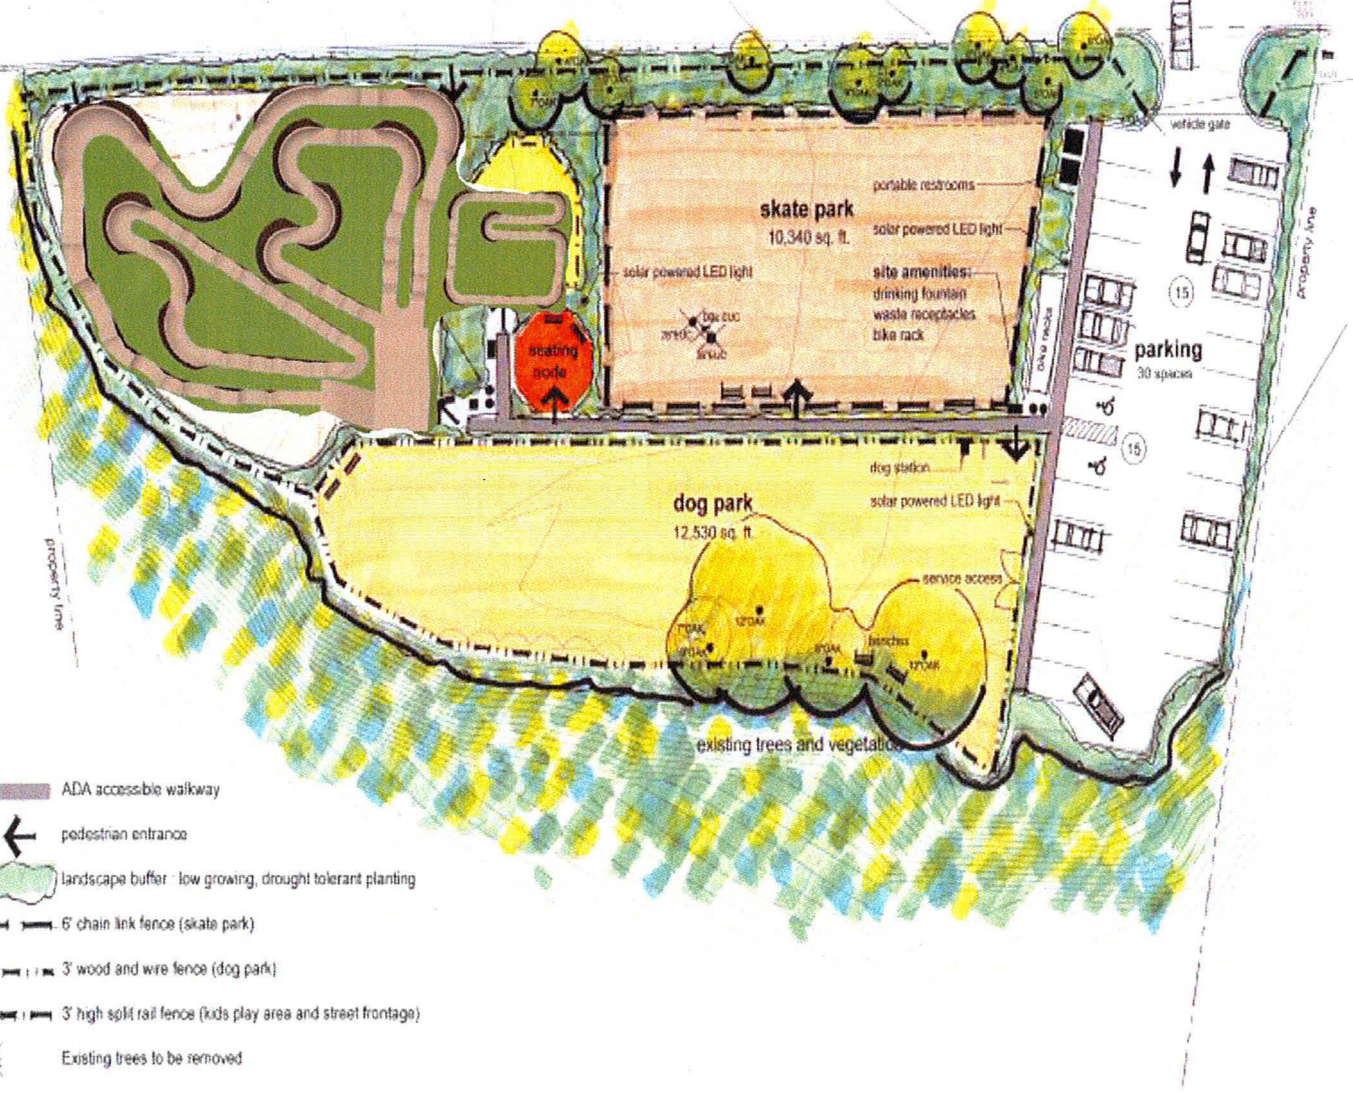 vehicle gate
portable restrooms
skate park
10,340 sq. ft.
solar powered LED light
solar powered LED light
site amenities:
drinking fountain
waste receptacles
bike rack
bike racks
property line
15
parking
30 spaces
15
seating
node
dog station
solar powered LED light
dog park
12,530 sq. ft.
service access
7"OAK
12"OAK
benches
12"OAK
property line
existing trees and vegetation
ADA accessible walkway
pedestrian entrance
landscape buffer - low growing, drought tolerant planting
6' chain link fence (skate park)
3' wood and wire fence (dog park)
3' high split rail fence (kids play area and street frontage)
Existing trees to be removed